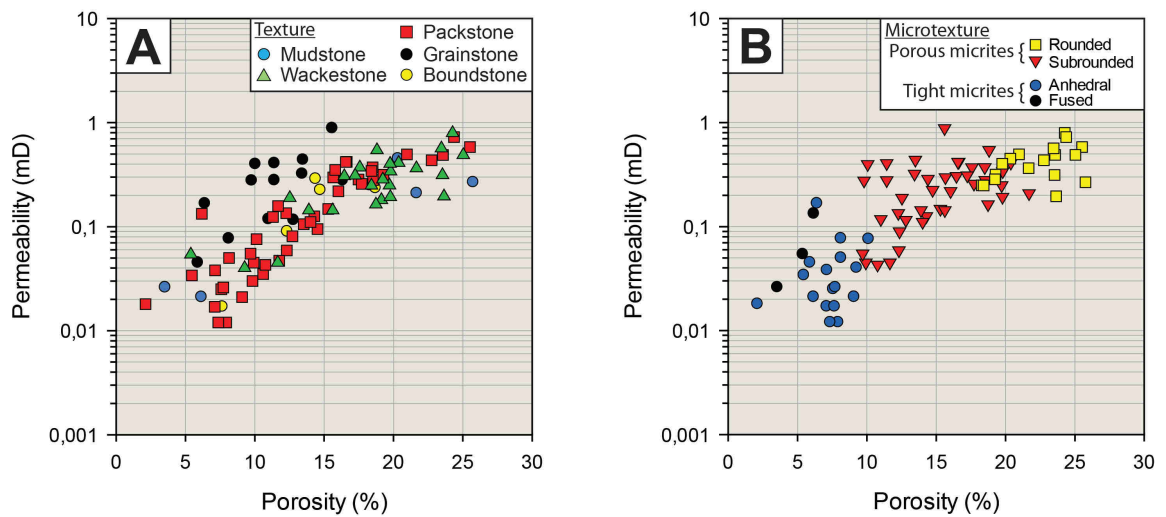 A
Texture
Mudstone
Wackestone
Packstone
Grainstone
Boundstone
10
1
0,1
0,01
0,001
Permeability (mD)
0 5 10 15 20 25 30
Porosity (%)
B
Microtexture
Porous micrites { Rounded
Subrounded
Tight micrites { Anhedral
Fused
10
1
0,1
0,01
0,001
Permeability (mD)
0 5 10 15 20 25 30
Porosity (%)